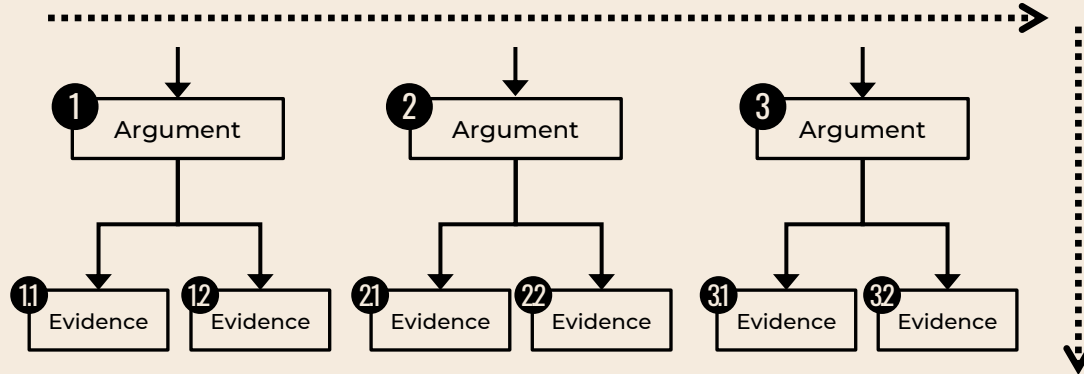 1
Argument
2
Argument
3
Argument
1.1
Evidence
1.2
Evidence
2.1
Evidence
2.2
Evidence
3.1
Evidence
3.2
Evidence